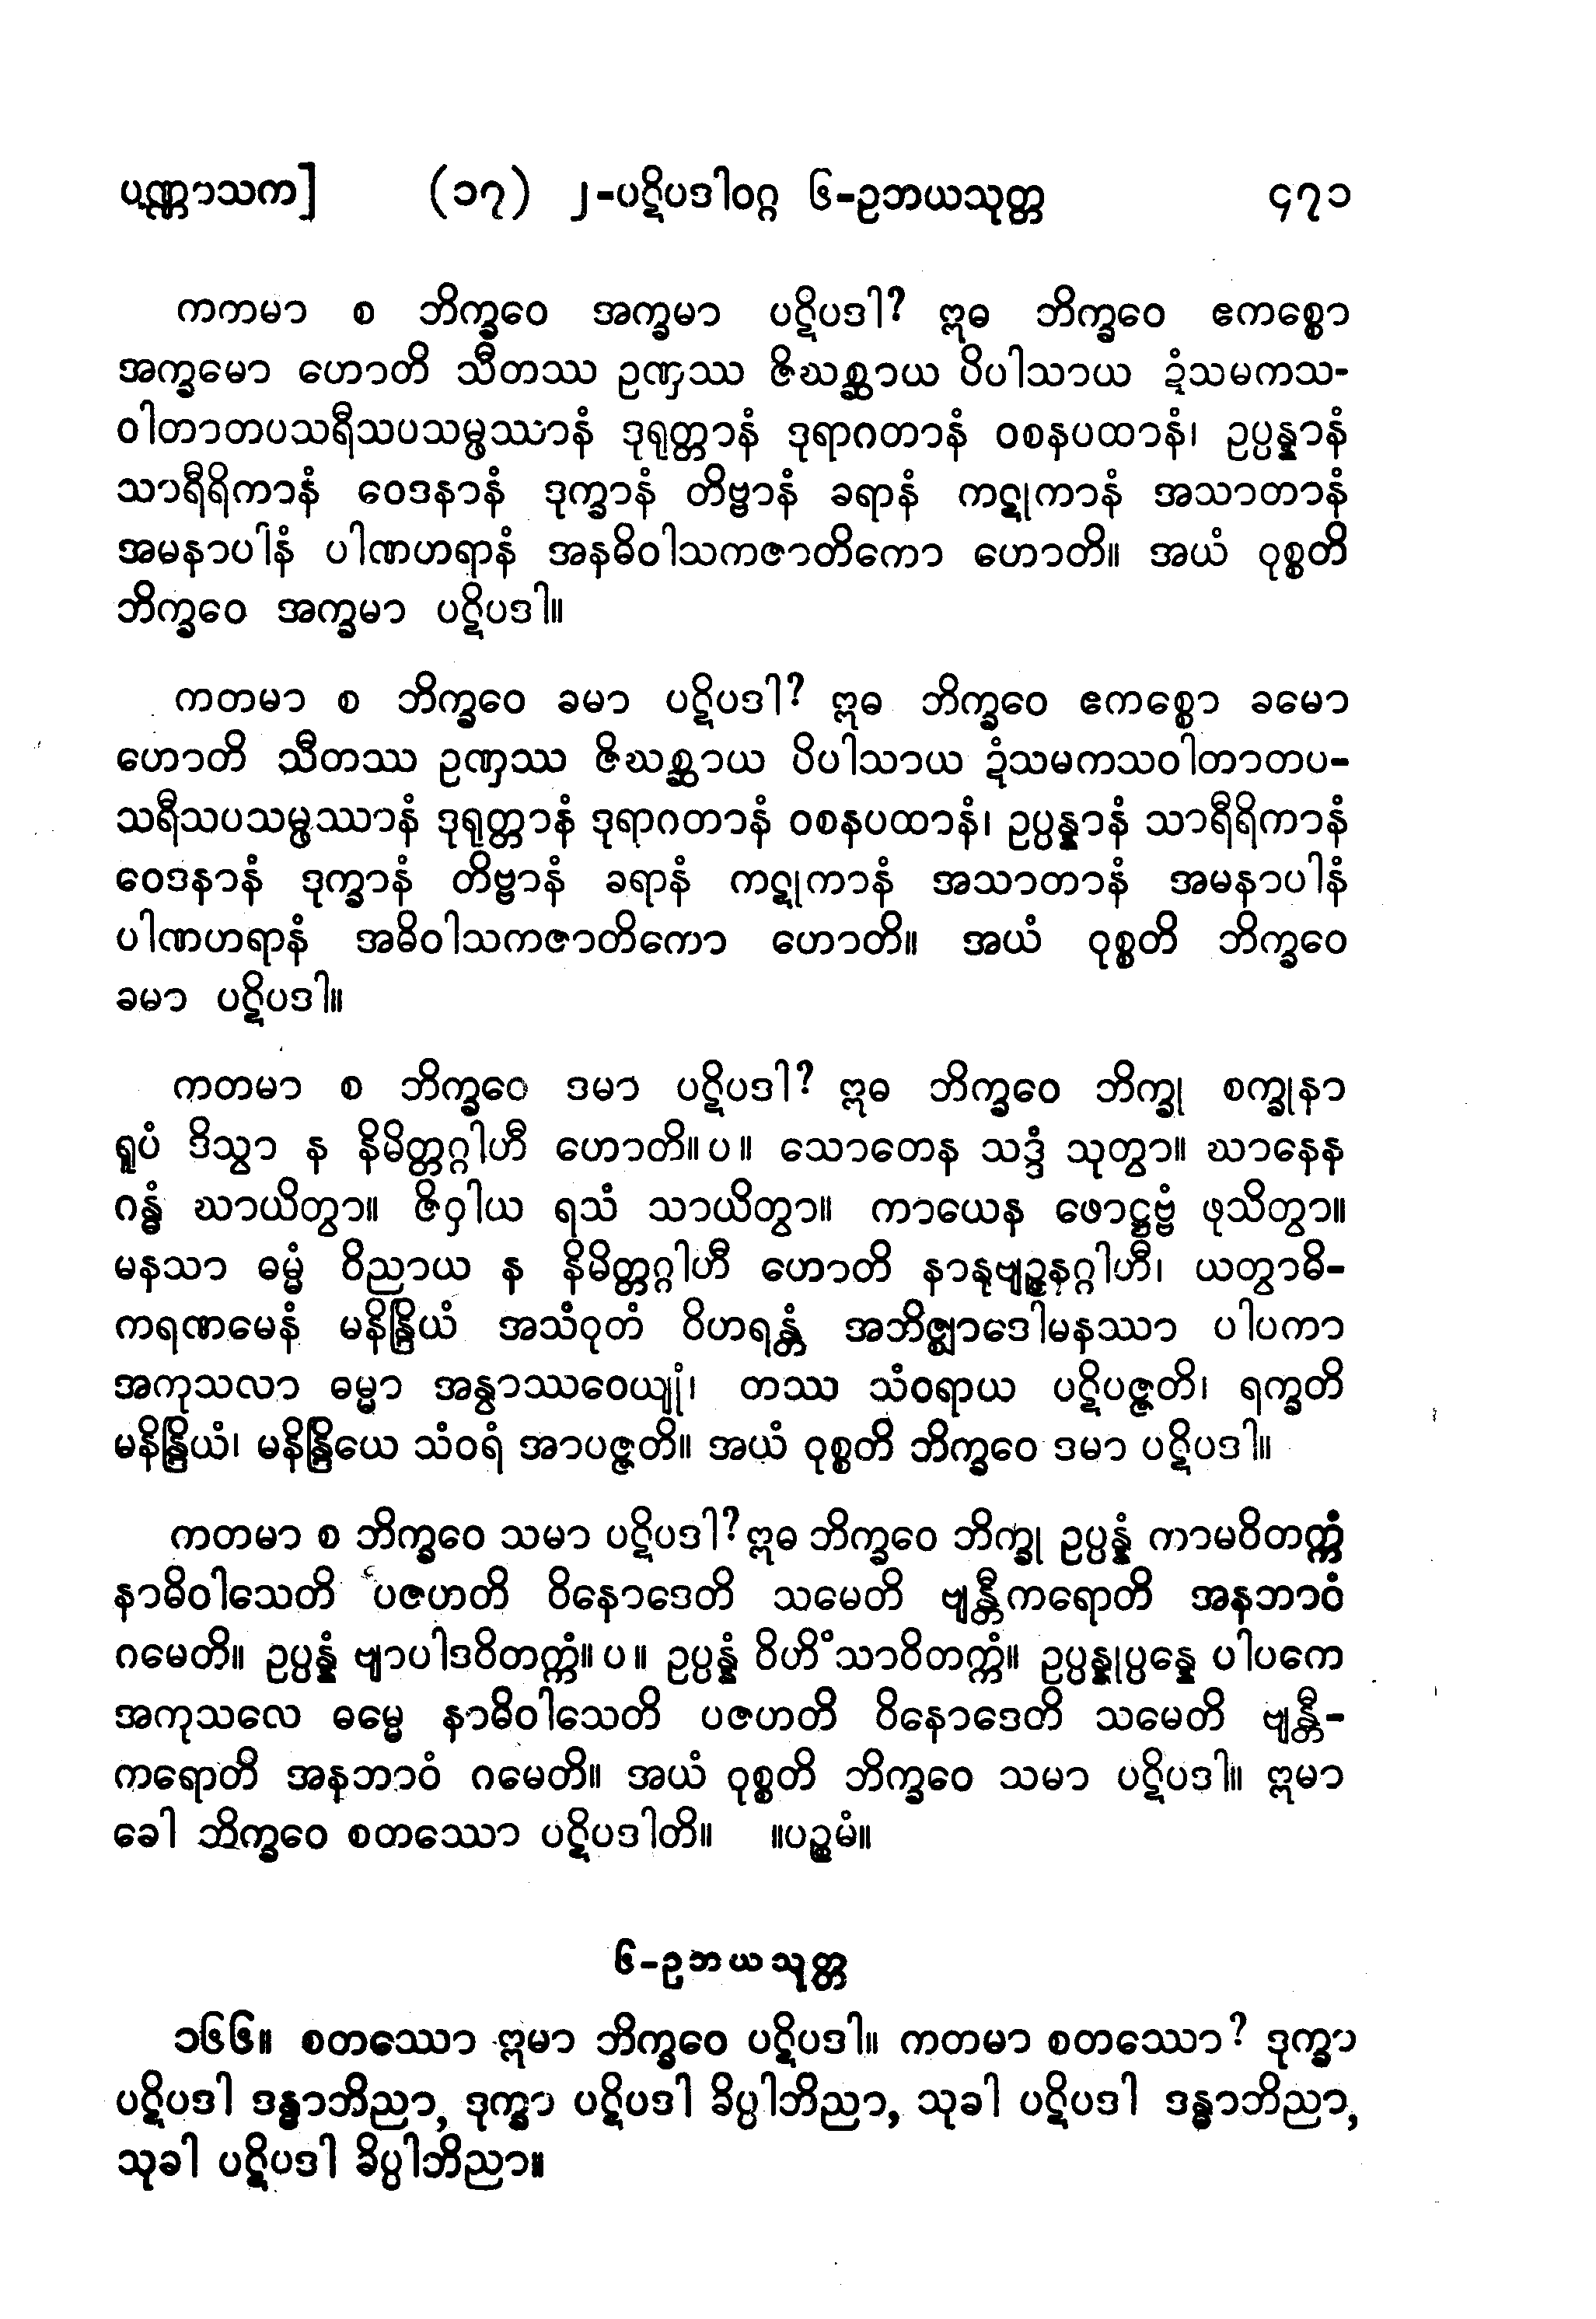 ပဏ္ဏာသက] (၁၇) ၂-ပဋိပဒါဝဂ္ဂ ၆-ဥဘယသုတ္တ ၄၇၁
ကကမာ စ ဘိက္ခဝေ အက္ခမာ ပဋိပဒါ? ဣဓ ဘိက္ခဝေ ဧကစ္စော
အက္ခမော ဟောတိ သီတဿ ဥဏှဿ ဇိဃစ္ဆာယ ပိပါသာယ ဍံသမကသ-
ဝါတာတပသရီသပသမ္ဖဿာနံ ဒုရုတ္တာနံ ဒုရာဂတာနံ ဝစနပထာနံ၊ ဥပ္ပန္နာနံ
သာရီရိကာနံ ဝေဒနာနံ ဒုက္ခာနံ တိဗ္ဗာနံ ခရာနံ ကဋုကာနံ အသာတာနံ
အမနာပါနံ ပါဏဟရာနံ အနဓိဝါသကဇာတိကော ဟောတိ။ အယံ ဝုစ္စတိ
ဘိက္ခဝေ အက္ခမာ ပဋိပဒါ။
ကတမာ စ ဘိက္ခဝေ ခမာ ပဋိပဒါ? ဣဓ ဘိက္ခဝေ ဧကစ္စော ခမော
ဟောတိ သီတဿ ဥဏှဿ ဇိဃစ္ဆာယ ပိပါသာယ ဍံသမကသဝါတာတပ-
သရီသပသမ္ဖဿာနံ ဒုရုတ္တာနံ ဒုရာဂတာနံ ဝစနပထာနံ၊ ဥပ္ပန္နာနံ သာရီရိကာနံ
ဝေဒနာနံ ဒုက္ခာနံ တိဗ္ဗာနံ ခရာနံ ကဋုကာနံ အသာတာနံ အမနာပါနံ
ပါဏဟရာနံ အဓိဝါသကဇာတိကော ဟောတိ။ အယံ ဝုစ္စတိ ဘိက္ခဝေ
ခမာ ပဋိပဒါ။
ကတမာ စ ဘိက္ခဝေ ဒမာ ပဋိပဒါ? ဣဓ ဘိက္ခဝေ ဘိက္ခု စက္ခုနာ
ရူပံ ဒိသွာ န နိမိတ္တဂ္ဂါဟီ ဟောတိ။ပ။ သောတေန သဒ္ဒံ သုတွာ။ ဃာနေန
ဂန္ဓံ ဃာယိတွာ။ ဇိဝှါယ ရသံ သာယိတွာ။ ကာယေန ဖောဋ္ဌဗ္ဗံ ဖုသိတွာ။
မနသာ ဓမ္မံ ဝိညာယ န နိမိတ္တဂ္ဂါဟီ ဟောတိ နာနုဗျဉ္ဇနဂ္ဂါဟီ၊ ယတွာဓိ-
ကရဏမေနံ မနိန္ဒြိယံ အသံဝုတံ ဝိဟရန္တံ အဘိဇ္ဈာဒေါမနဿာ ပါပကာ
အကုသလာ ဓမ္မာ အန္វာဿဝေယျုံ၊ တဿ သံဝရာယ ပဋိပဇ္ဇတိ၊ ရက္ခတိ
မနိန္ဒြိယံ၊ မနိန္ဒြိယေ သံဝရံ အာပဇ္ဇတိ။ အယံ ဝုစ္စတိ ဘိက္ခဝေ ဒမာ ပဋိပဒါ။
ကတမာ စ ဘိက္ခဝေ သမာ ပဋိပဒါ? ဣဓ ဘိက္ခဝေ ဘိက္ခု ဥပ္ပန္နံ ကာမဝိတက္ကံ
နာဓိဝါသေတိ ပဇဟတိ ဝိနောဒေတိ သမေတိ ဗျန္တီကရောတိ အနဘာဝံ
ဂမေတိ။ ဥပ္ပန္နံ ဗျာပါဒဝိတက္ကံ။ပ။ ဥပ္ပန္နံ ဝိဟိံသာဝိတက္ကံ။ ဥပ္ပန္နုပ္ပန္နေ ပါပကေ
အကုသလေ ဓမ္မေ နာဓိဝါသေတိ ပဇဟတိ ဝိနောဒေတိ သမေတိ ဗျန္တီ-
ကရောတိ အနဘာဝံ ဂမေတိ။ အယံ ဝုစ္စတိ ဘိက္ခဝေ သမာ ပဋိပဒါ။ ဣမာ
ခေါ ဘိက္ခဝေ စတဿော ပဋိပဒါတိ။ ။ပဉ္စမံ။
၆-ဥဘယသုတ္တ
၁၆၆။ စတဿော ဣမာ ဘိက္ခဝေ ပဋိပဒါ။ ကတမာ စတဿော? ဒုက္ခာ
ပဋိပဒါ ဒန္ဓာဘိညာ, ဒုက္ခာ ပဋိပဒါ ခိပ္ပါဘိညာ, သုခါ ပဋိပဒါ ဒန္ဓာဘိညာ,
သုခါ ပဋိပဒါ ခိပ္ပါဘိညာ။